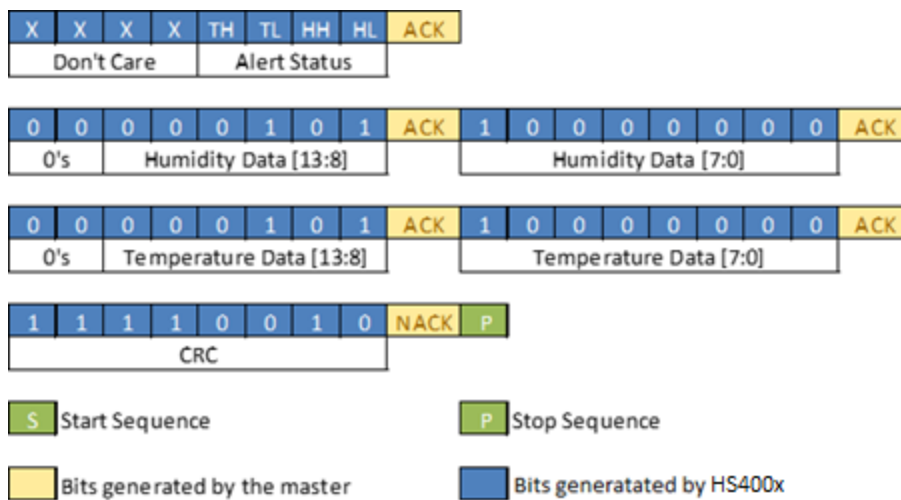 X X X X TH TL HH HL ACK
Don't Care Alert Status
0 0 0 0 0 1 0 1 ACK 1 0 0 0 0 0 0 0 ACK
0's Humidity Data [13:8] Humidity Data [7:0]
0 0 0 0 0 1 0 1 ACK 1 0 0 0 0 0 0 0 ACK
0's Temperature Data [13:8] Temperature Data [7:0]
1 1 1 1 0 0 1 0 NACK P
CRC
S Start Sequence P Stop Sequence
Bits generated by the master Bits generatated by HS400x